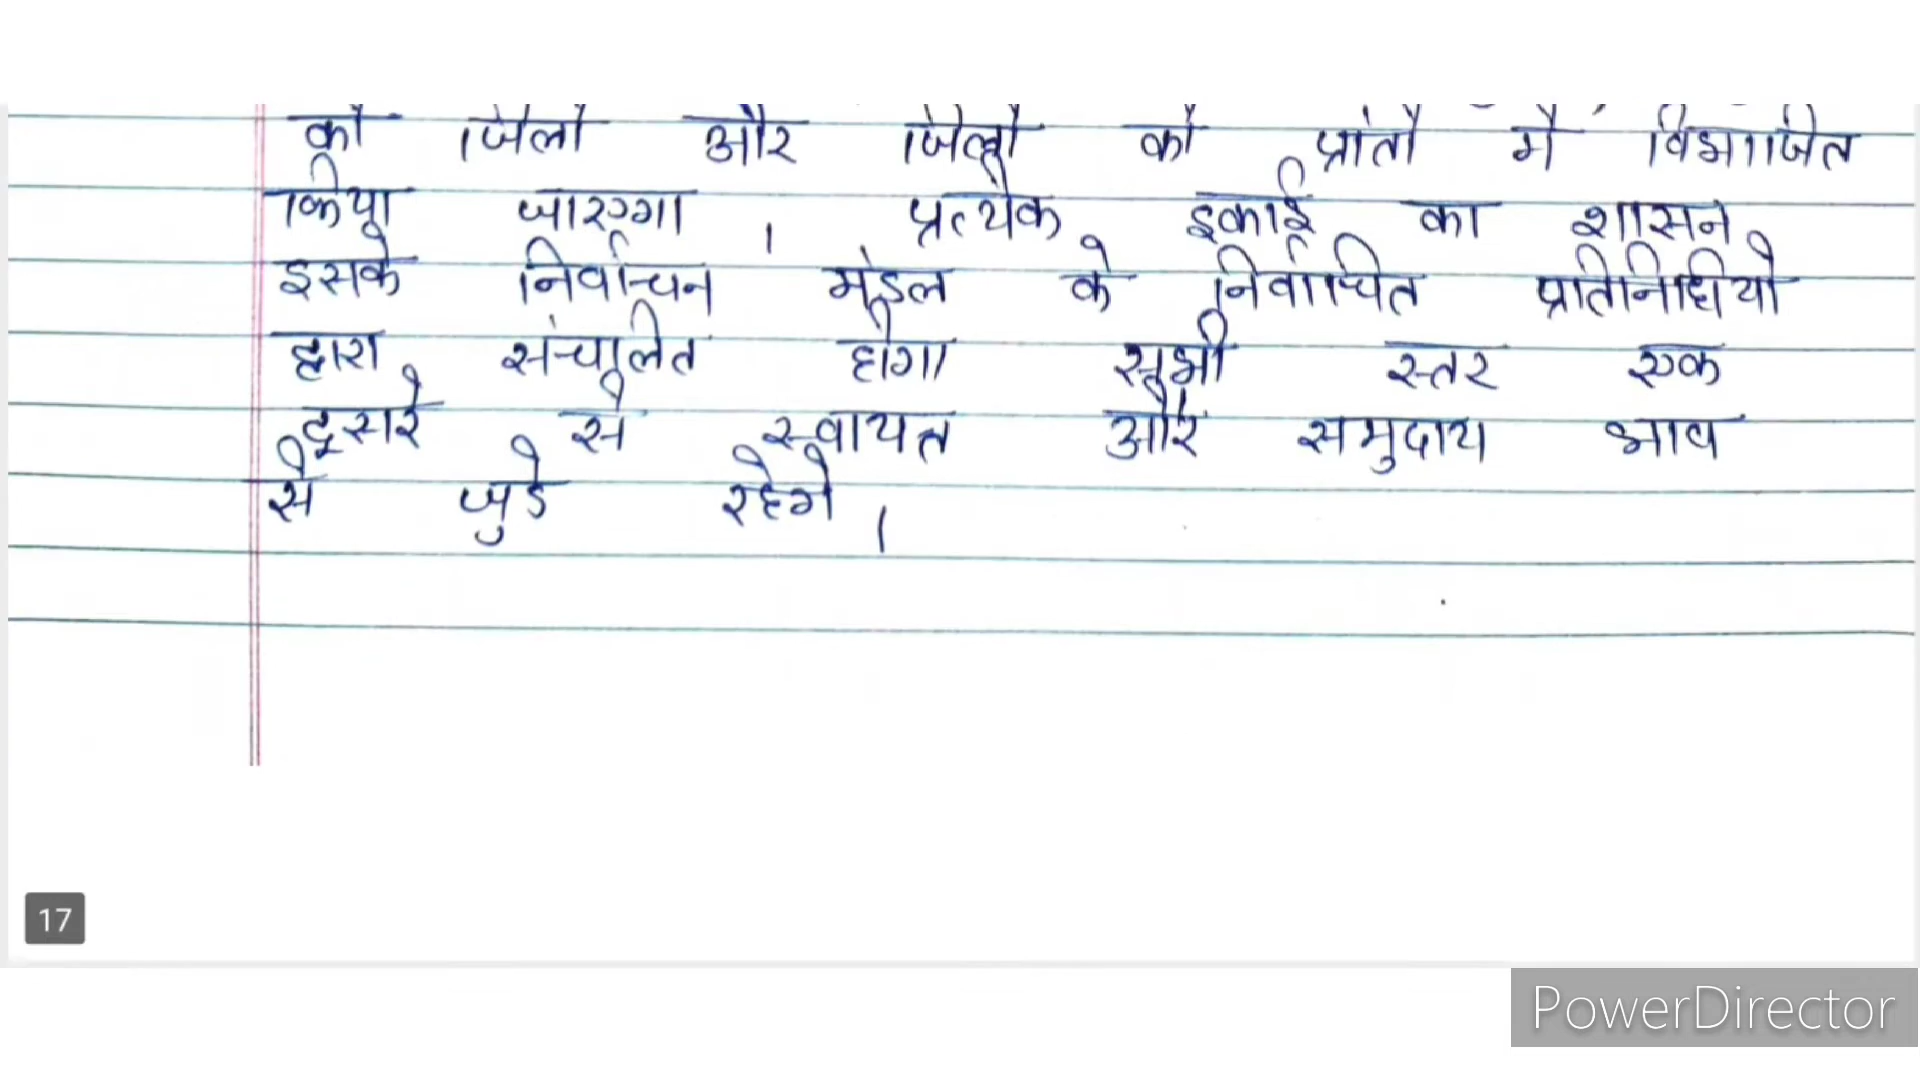 को जिलों और जिलों को प्रांतों में विभाजित
किया जाएगा । प्रत्येक इकाई का शासन
इसके निर्वाचन मंडल के निर्वाचित प्रतिनिधियों
द्वारा संचालित होगा सभी स्तर एक
दूसरे से स्वायत और समुदाय भाव
से जुडे रहेगे ।
17
PowerDirector